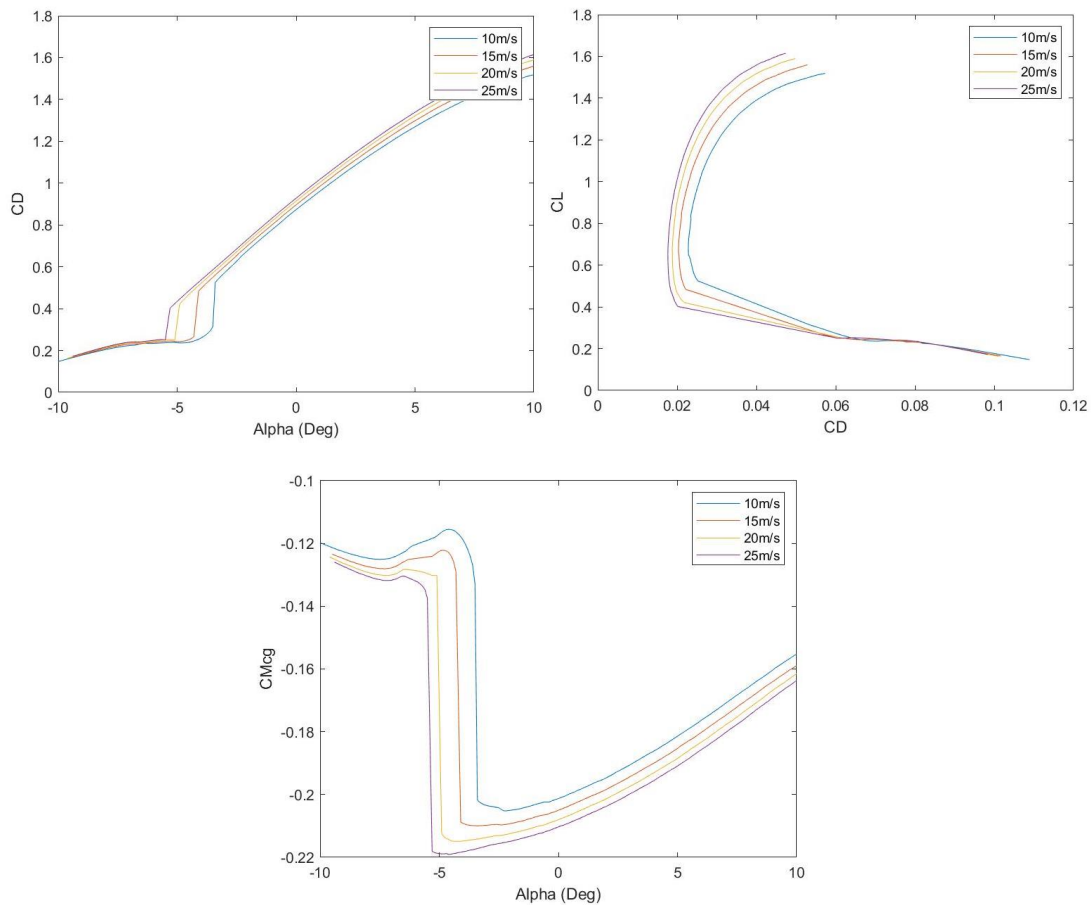 1.8
1.6
1.4
1.2
1
0.8
0.6
0.4
0.2
0
CD
-10
-5
0
5
10
Alpha (Deg)
10m/s
15m/s
20m/s
25m/s
1.8
1.6
1.4
1.2
1
0.8
0.6
0.4
0.2
0
CL
0
0.02
0.04
0.06
0.08
0.1
0.12
CD
10m/s
15m/s
20m/s
25m/s
-0.1
-0.12
-0.14
-0.16
-0.18
-0.2
-0.22
CMcg
-10
-5
0
5
10
Alpha (Deg)
10m/s
15m/s
20m/s
25m/s